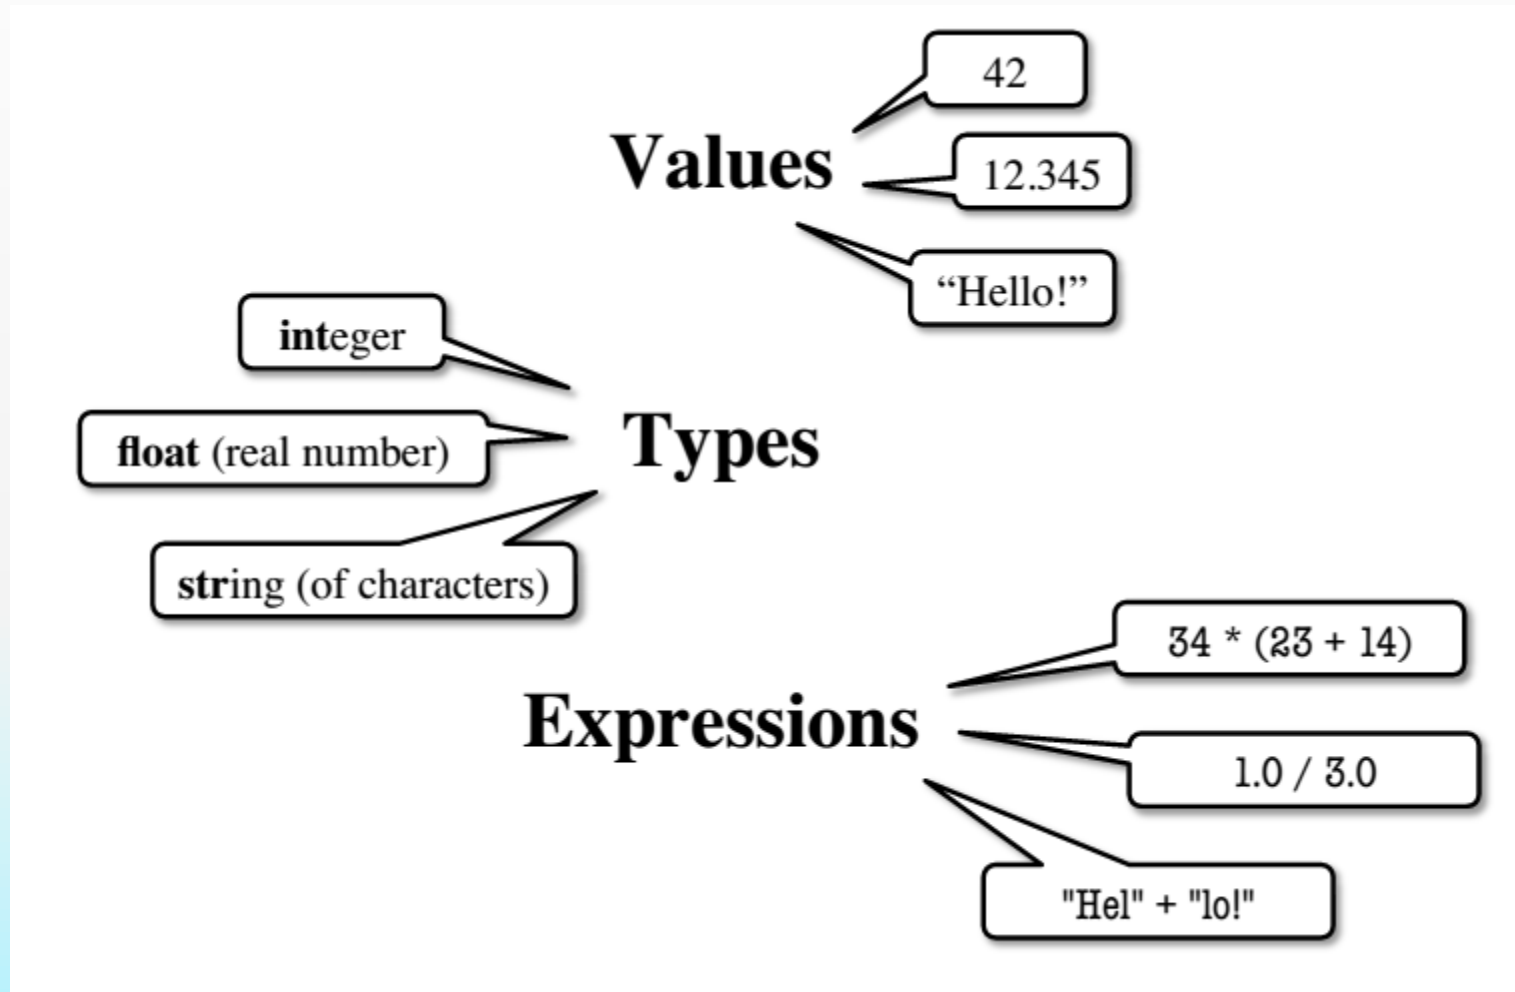 42
Values
12.345
“Hello!”
integer
float (real number)
Types
string (of characters)
34 * (23 + 14)
Expressions
1.0 / 3.0
"Hel" + "lo!"